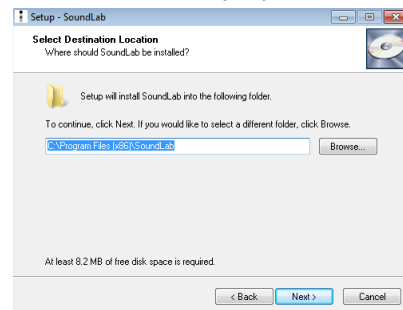 Setup - SoundLab
Select Destination Location
Where should SoundLab be installed?
Setup will install SoundLab into the following folder.
To continue, click Next. If you would like to select a different folder, click Browse.
C:\Program Files (x86)\SoundLab
Browse...
At least 8.2 MB of free disk space is required.
< Back
Next >
Cancel